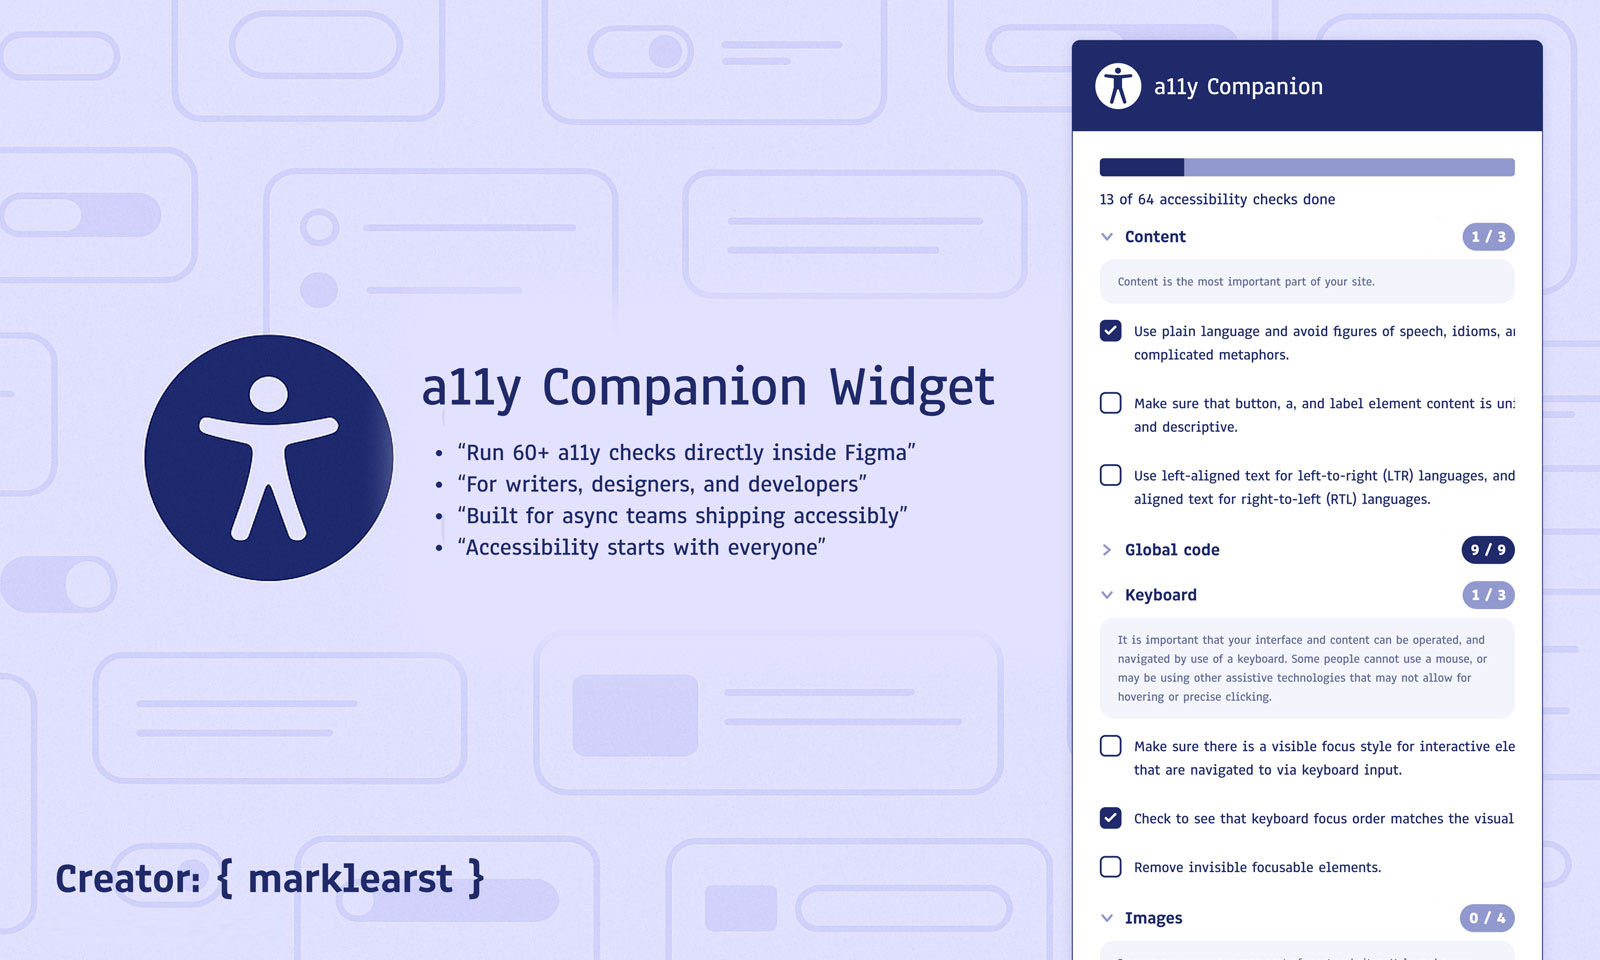 a11y Companion Widget
• “Run 60+ a11y checks directly inside Figma”
• “For writers, designers, and developers”
• “Built for async teams shipping accessibly”
• “Accessibility starts with everyone”
Creator: { marklearst }
a11y Companion
13 of 64 accessibility checks done
Content 1 / 3
Content is the most important part of your site.
Use plain language and avoid figures of speech, idioms,
complicated metaphors.
Make sure that button, a, and label element content is
and descriptive.
Use left-aligned text for left-to-right (LTR) languages, and
aligned text for right-to-left (RTL) languages.
Global code 9 / 9
Keyboard 1 / 3
It is important that your interface and content can be operated, and
navigated by use of a keyboard. Some people cannot use a mouse, or
may be using other assistive technologies that may not allow for
hovering or precise clicking.
Make sure there is a visible focus style for interactive ele
that are navigated to via keyboard input.
Check to see that keyboard focus order matches the visual
Remove invisible focusable elements.
Images 0 / 4